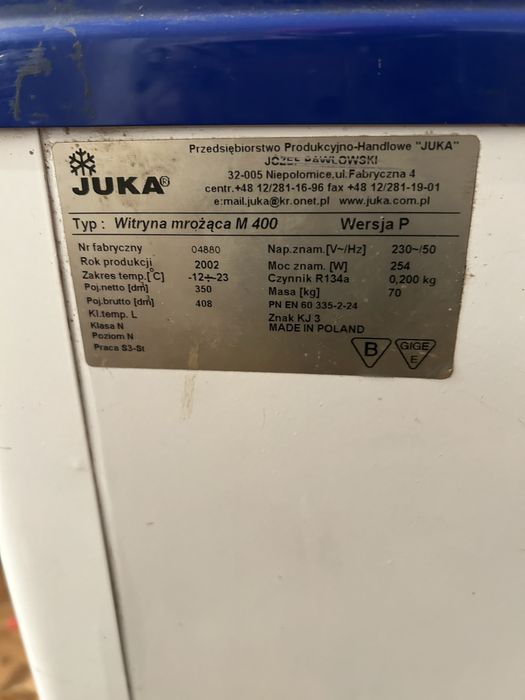 Przedsiębiorstwo Produkcyjno-Handlowe "JUKA"
JÓZEF PAWŁOWSKI
32-005 Niepołomice,ul.Fabryczna 4
centr.+48 12/281-16-96 fax +48 12/281-19-01
e:mail.juka@kr.onet.pl www.juka.com.pl
JUKA®
Typ : Witryna mrożąca M 400 Wersja P
Nr fabryczny 04880
Rok produkcji 2002
Zakres temp.[°C] -12÷-23
Poj.netto [dm³] 350
Poj.brutto [dm³] 408
Kl.temp. L
Klasa N
Poziom N
Praca S3-St
Nap.znam.[V~/Hz] 230~/50
Moc znam. [W] 254
Czynnik R134a 0,200 kg
Masa [kg] 70
PN EN 60 335-2-24
Znak KJ 3
MADE IN POLAND
B
GIGE
E